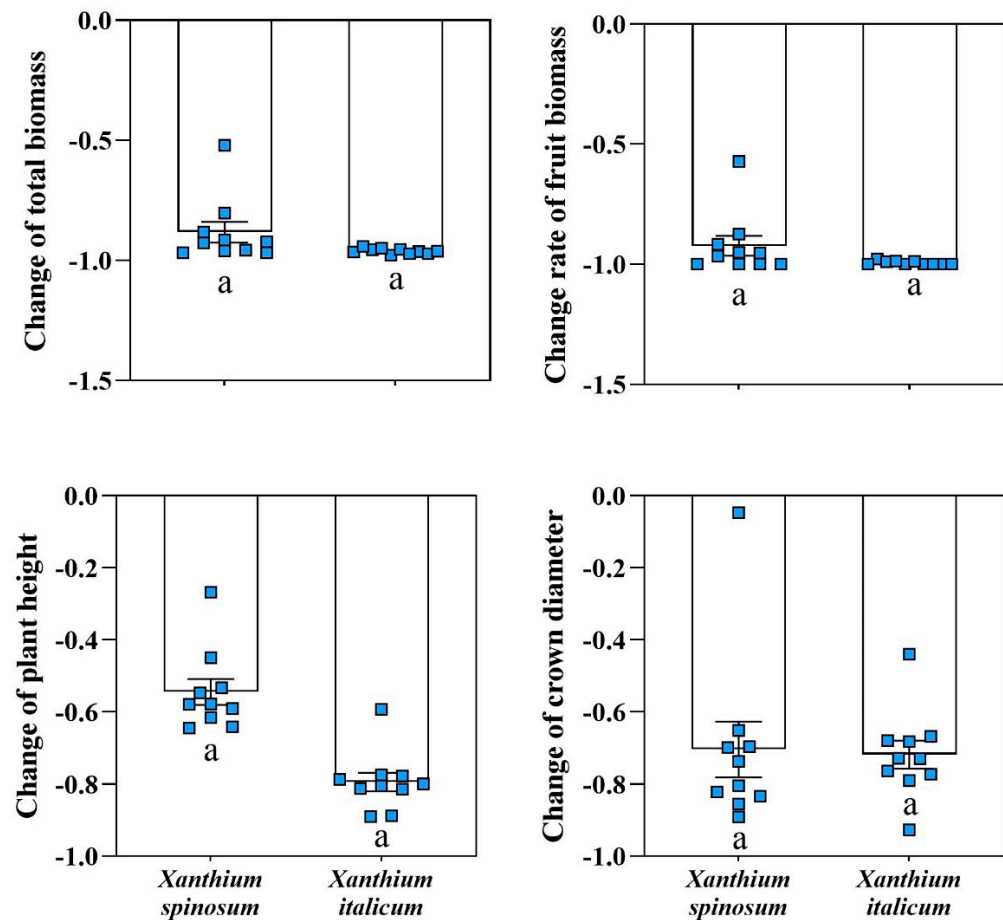 Change of total biomass
0.0
-0.5
-1.0
-1.5
a
a
Change rate of fruit biomass
0.0
-0.5
-1.0
-1.5
a
a
Change of plant height
0.0
-0.2
-0.4
-0.6
-0.8
-1.0
a
a
Xanthium
spinosum
Xanthium
italicum
Change of crown diameter
0.0
-0.2
-0.4
-0.6
-0.8
-1.0
a
a
Xanthium
spinosum
Xanthium
italicum